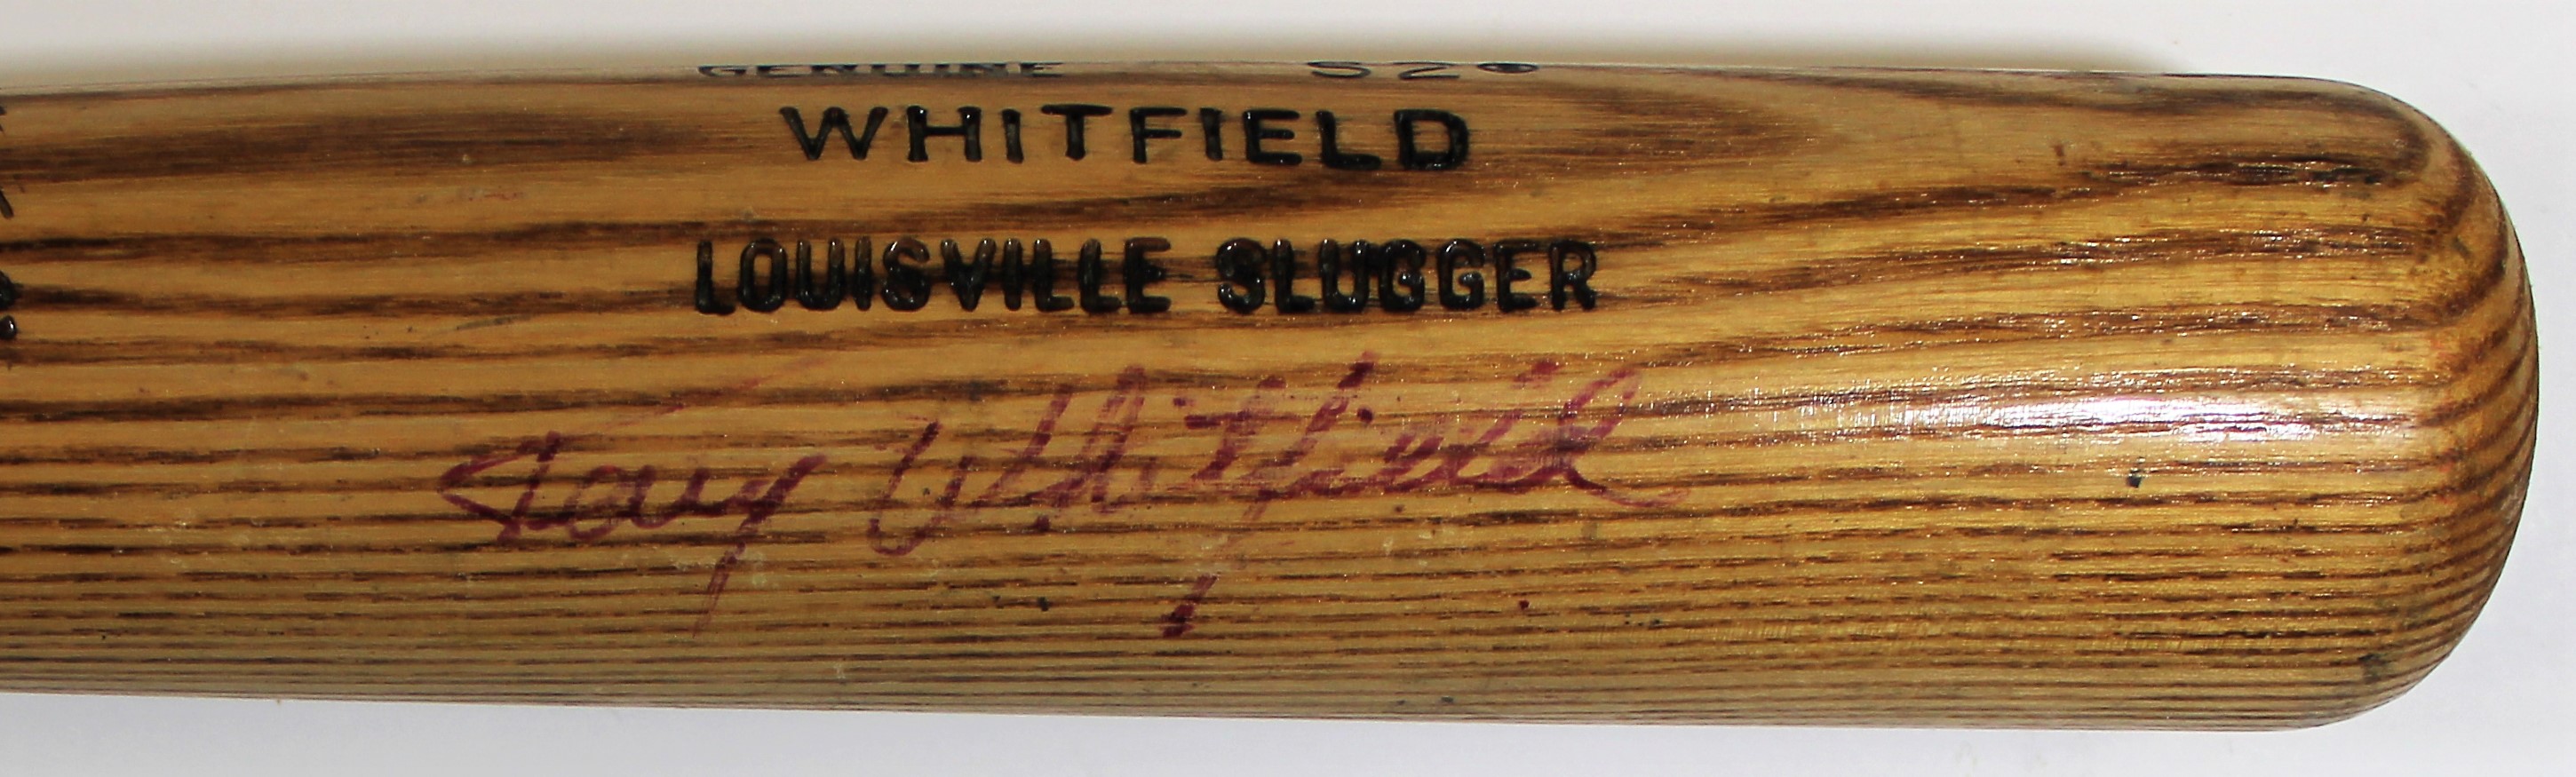 GENUINE S2
WHITFIELD
LOUISVILLE SLUGGER
Terry Whitfield